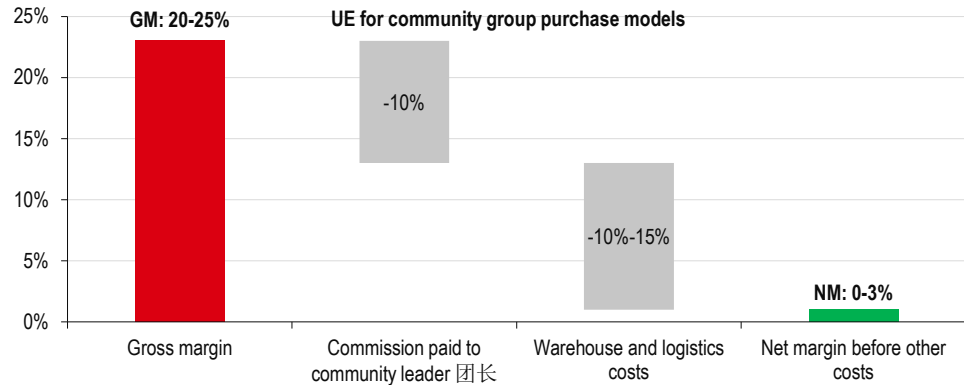 UE for community group purchase models
25%
20%
15%
10%
5%
0%
GM: 20-25%
-10%
-10%-15%
NM: 0-3%
Gross margin
Commission paid to
community leader 团长
Warehouse and logistics
costs
Net margin before other
costs